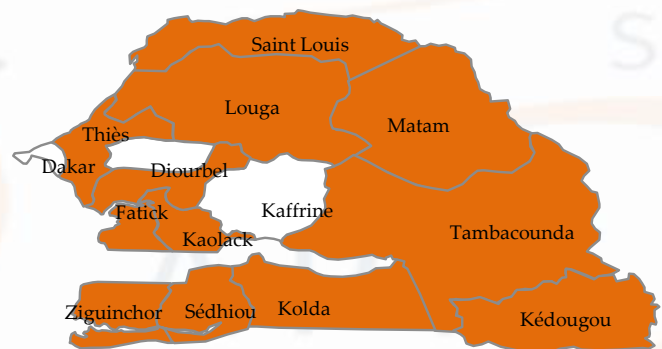 Saint Louis
Louga
Matam
Thiès
Dakar
Diourbel
Fatick
Kaffrine
Kaolack
Tambacounda
Ziguinchor
Sédhiou
Kolda
Kédougou
S